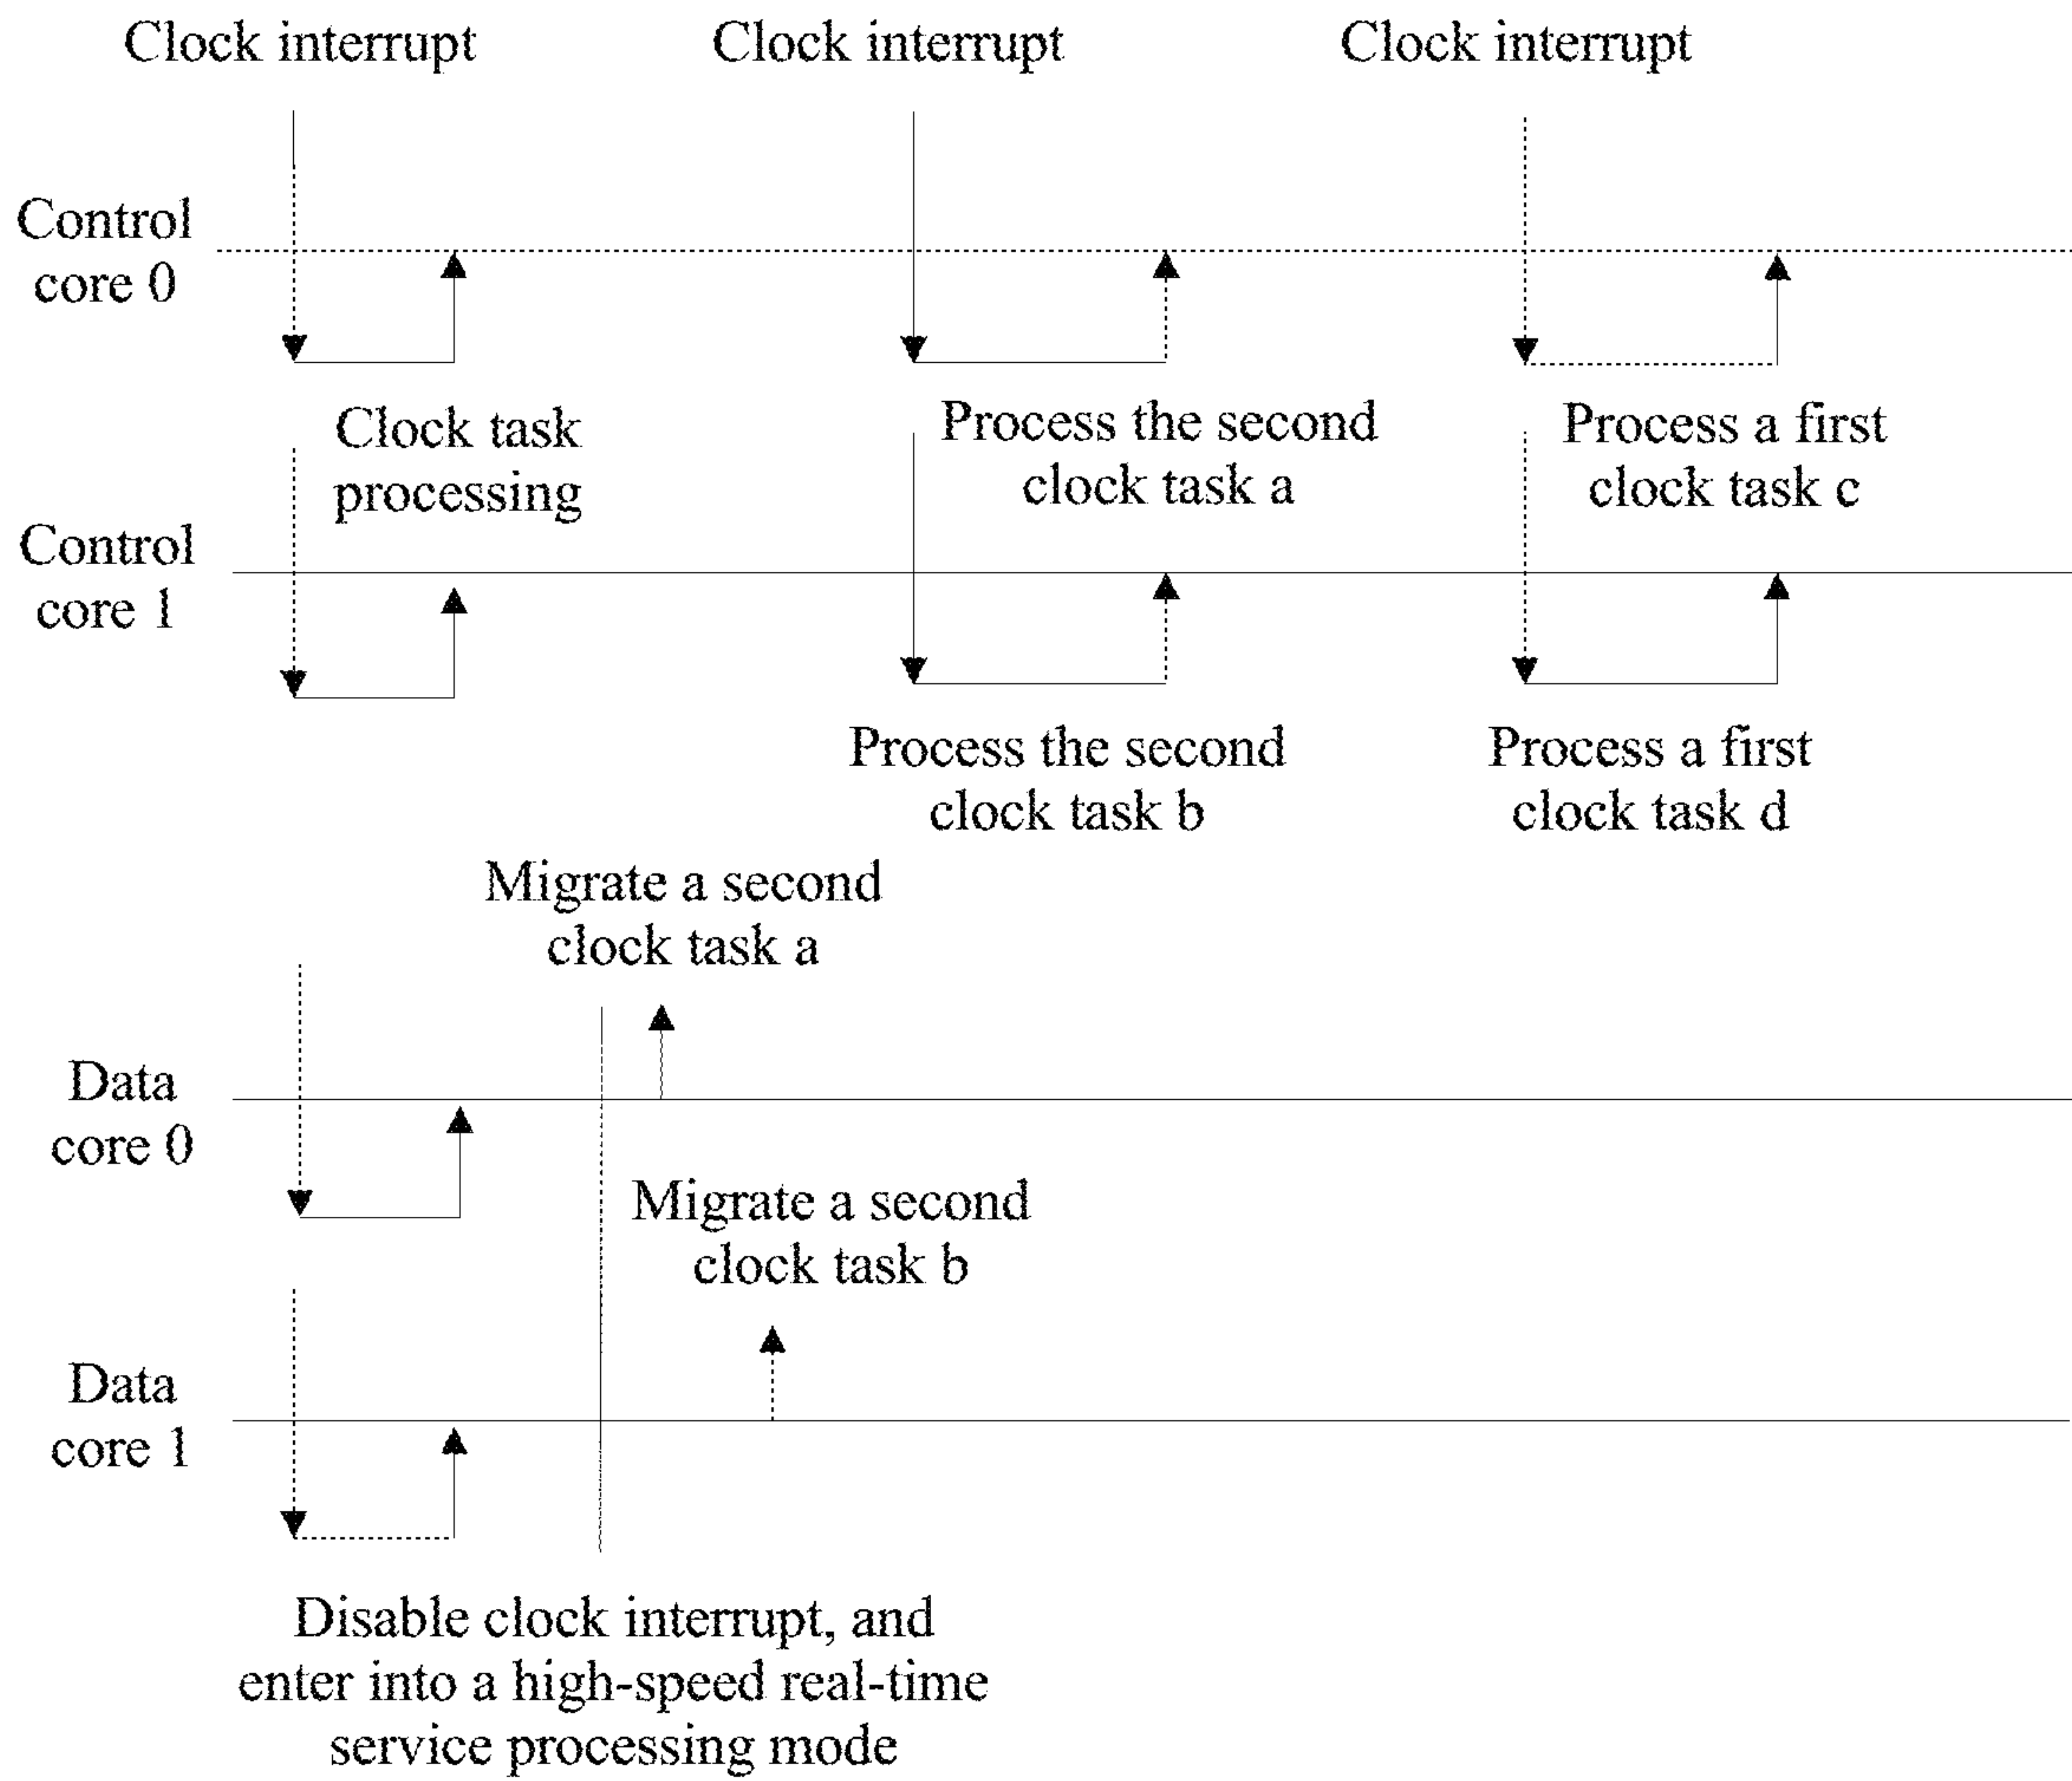 Clock interrupt
Clock interrupt
Clock interrupt
Control
core 0
Clock task
processing
Process the second
clock task a
Process a first
clock task c
Control
core 1
Process the second
clock task b
Process a first
clock task d
Migrate a second
clock task a
Data
core 0
Migrate a second
clock task b
Data
core 1
Disable clock interrupt, and
enter into a high-speed real-time
service processing mode